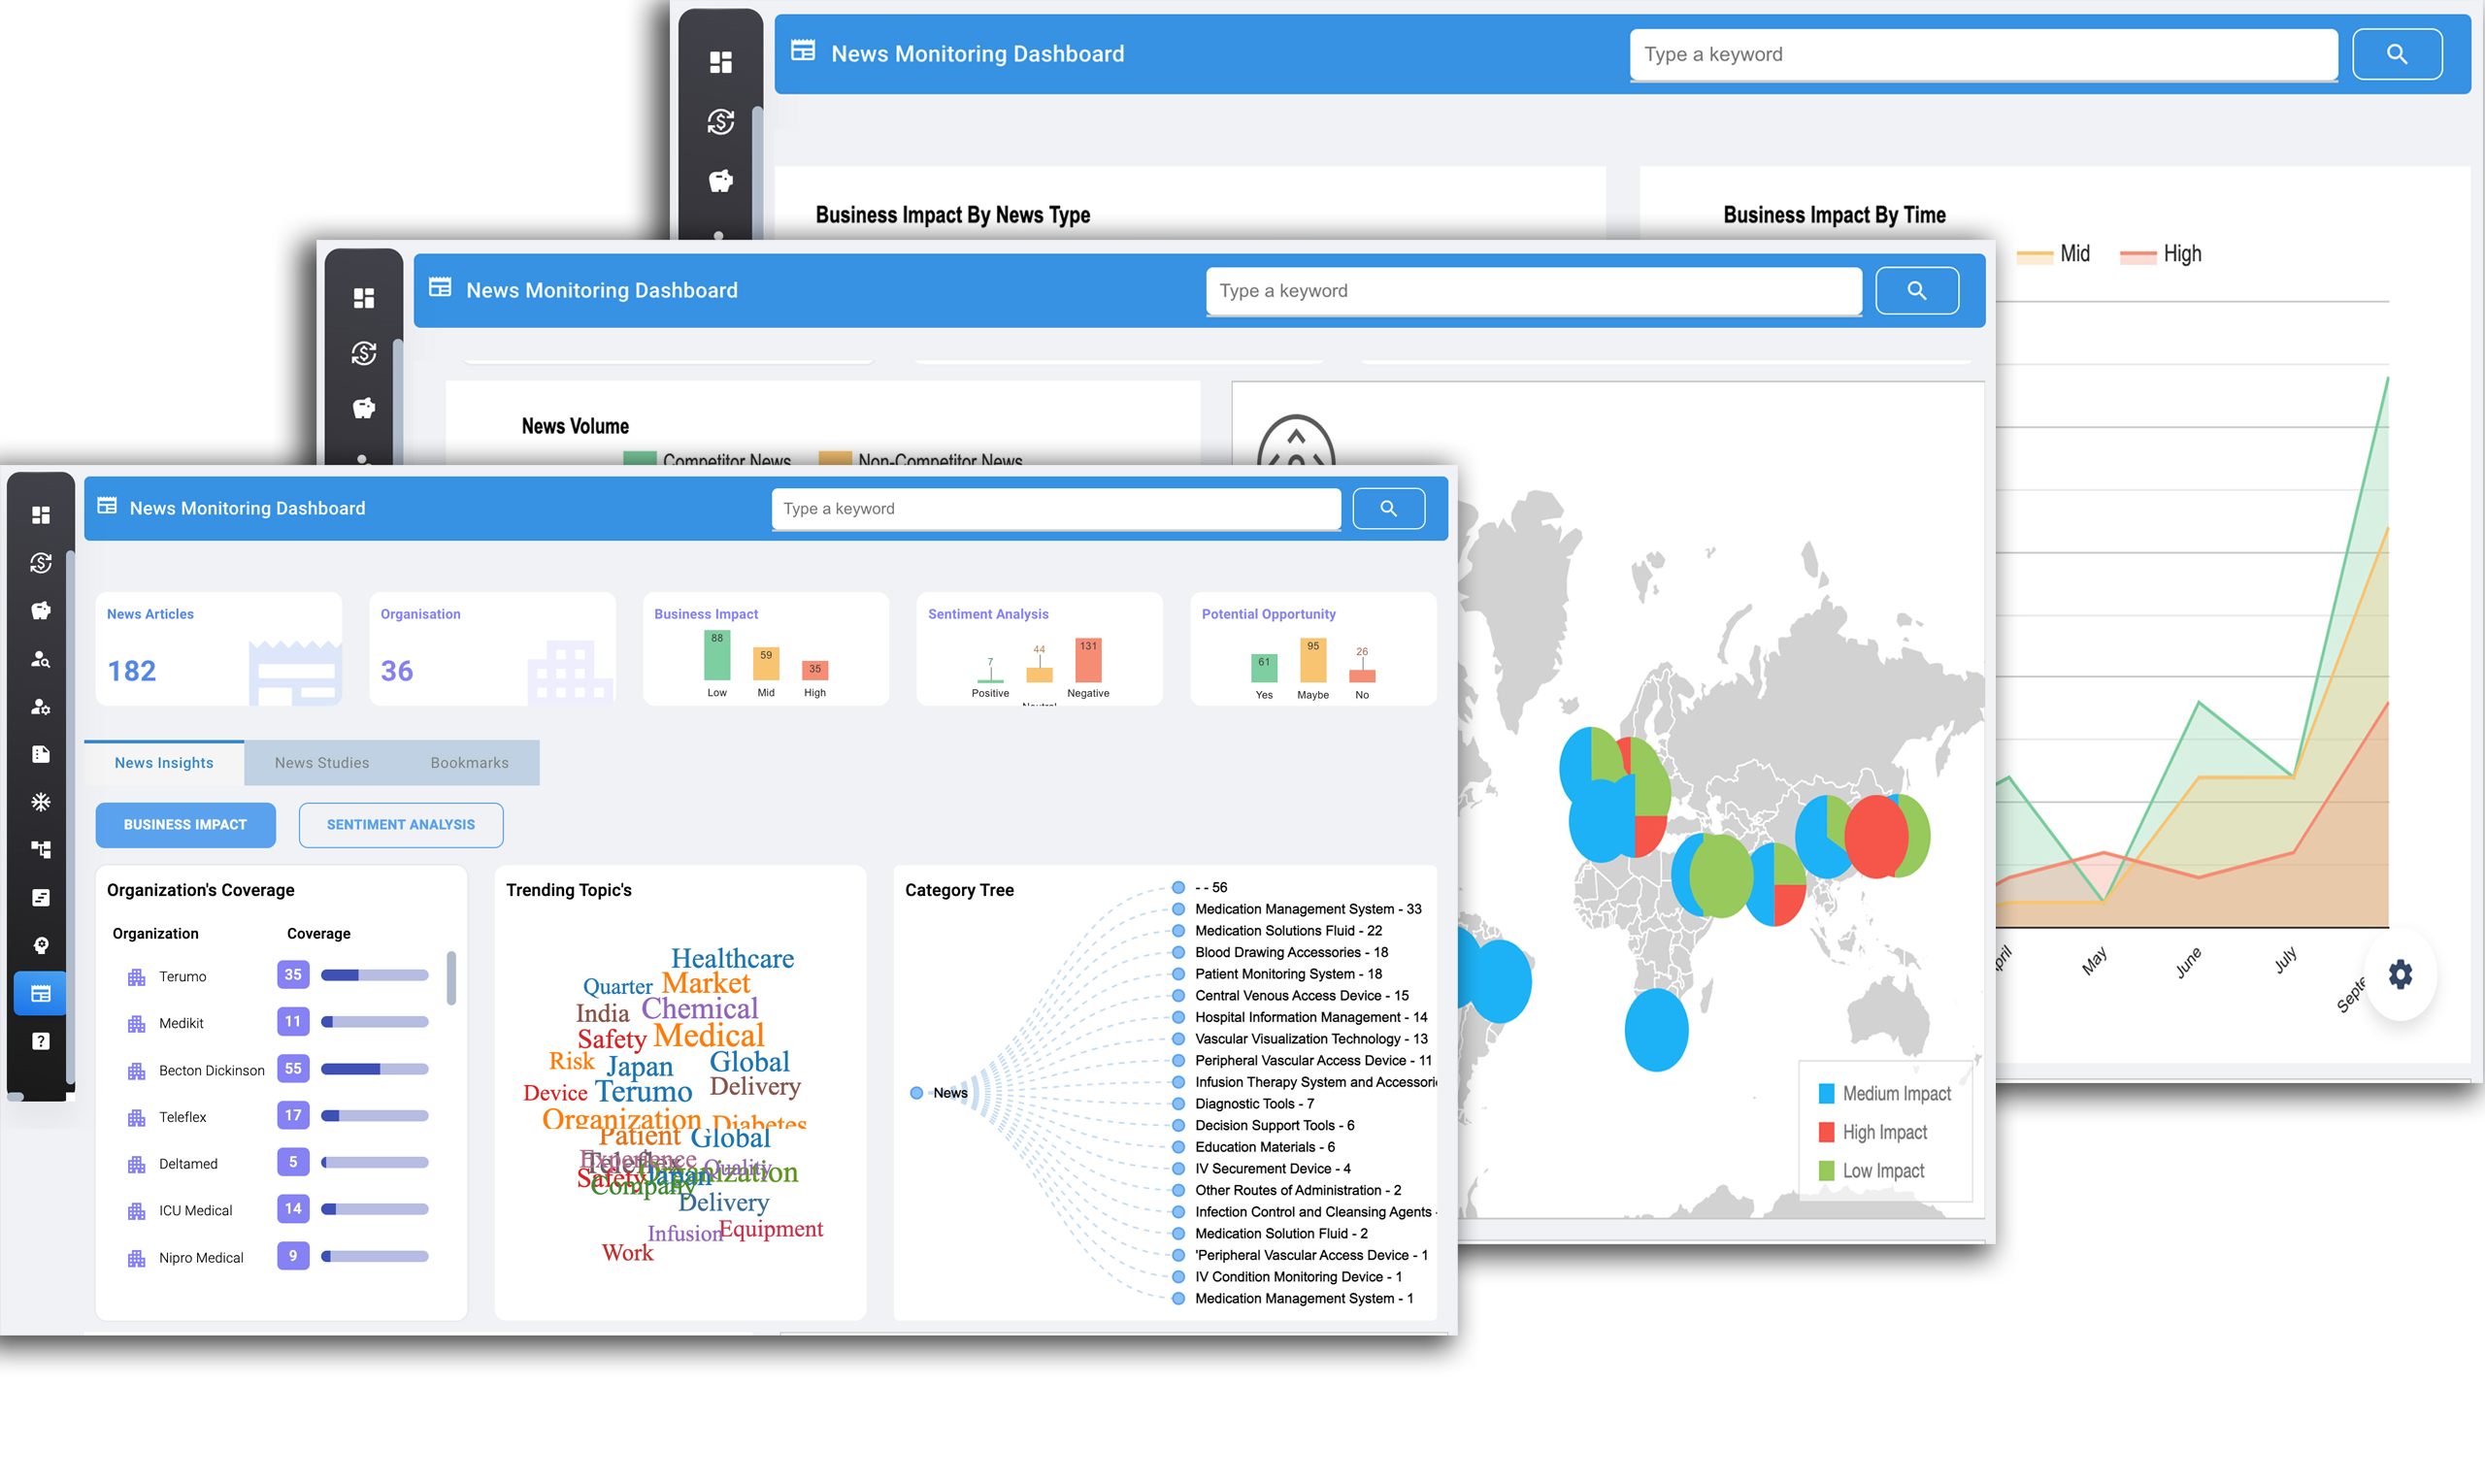 News Monitoring Dashboard
Type a keyword
Business Impact By News Type
Business Impact By Time
Mid
High
May
June
July
News Monitoring Dashboard
Type a keyword
News Volume
Competitor News
Non-Competitor News
Medium Impact
High Impact
Low Impact
News Monitoring Dashboard
Type a keyword
News Articles
182
Organisation
36
Business Impact
88
59
35
Low
Mid
High
Sentiment Analysis
7
44
131
Positive
Neutral
Negative
Potential Opportunity
61
95
26
Yes
Maybe
No
News Insights
News Studies
Bookmarks
BUSINESS IMPACT
SENTIMENT ANALYSIS
Organization's Coverage
Organization
Coverage
Terumo
35
Medikit
11
Becton Dickinson
55
Teleflex
17
Deltamed
5
ICU Medical
14
Nipro Medical
9
Trending Topic's
Healthcare
Quarter
Market
India
Chemical
Safety
Medical
Risk
Japan
Global
Device
Terumo
Delivery
Organization
Diabetes
Patient
Global
Experience
Teleflex
Quality
Safety
Japan
Organization
Company
Delivery
Infusion
Equipment
Work
Category Tree
News
- - 56
Medication Management System - 33
Medication Solutions Fluid - 22
Blood Drawing Accessories - 18
Patient Monitoring System - 18
Central Venous Access Device - 15
Hospital Information Management - 14
Vascular Visualization Technology - 13
Peripheral Vascular Access Device - 11
Infusion Therapy System and Accessori
Diagnostic Tools - 7
Decision Support Tools - 6
Education Materials - 6
IV Securement Device - 4
Other Routes of Administration - 2
Infection Control and Cleansing Agents -
Medication Solution Fluid - 2
'Peripheral Vascular Access Device - 1
IV Condition Monitoring Device - 1
Medication Management System - 1